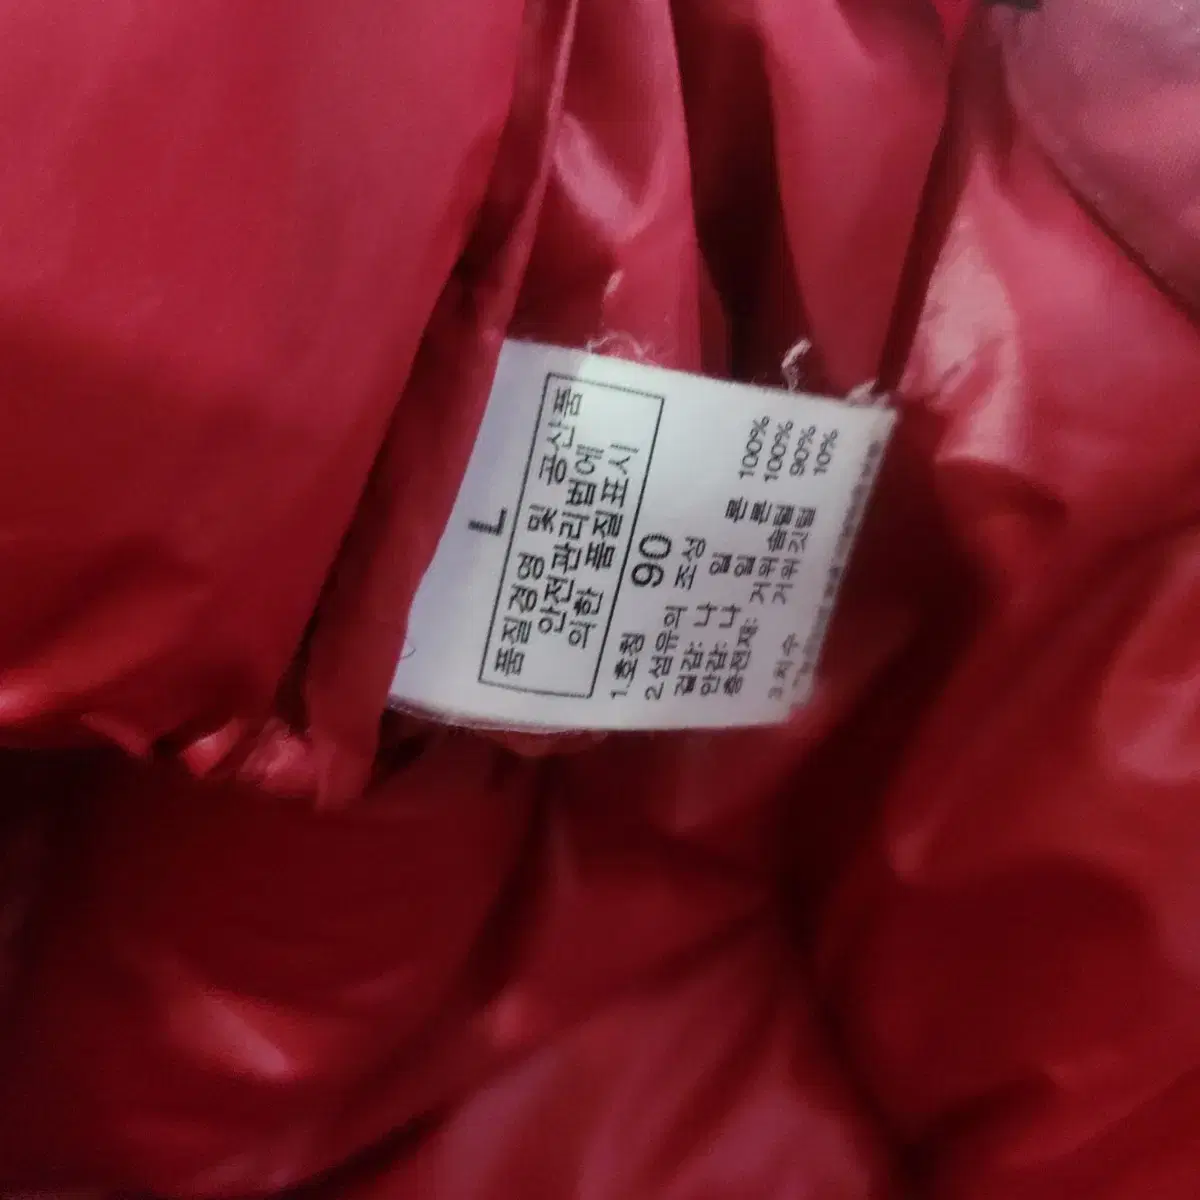 L
품질경영 및 공산품
안전관리법에
의한 품질표시
1.호칭 90
2.섬유의 조성
겉감: 나일론 100%
안감: 나일론 100%
충전재: 거위솜털 90%
거위깃털 10%
3.치수